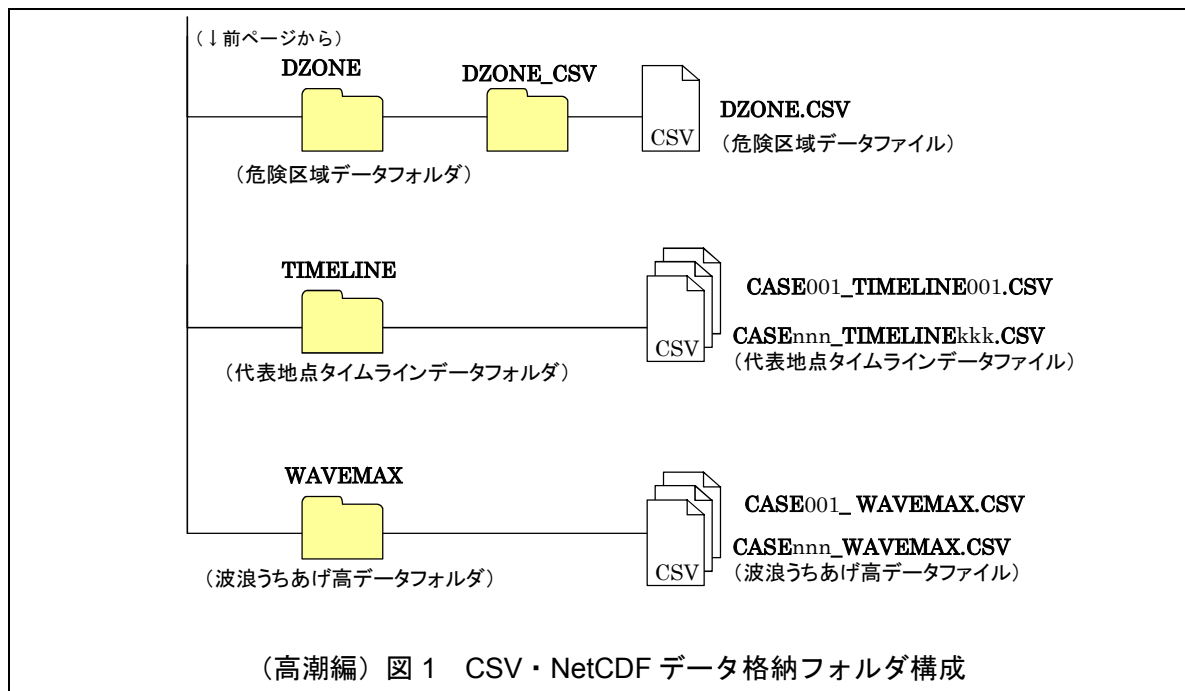 （↓前ページから）
DZONE
DZONE_CSV
CSV
DZONE.CSV
（危険区域データファイル）
（危険区域データフォルダ）
TIMELINE
CSV
CASE001_TIMELINE001.CSV
CASEnnn_TIMELINEkkk.CSV
（代表地点タイムラインデータファイル）
（代表地点タイムラインデータフォルダ）
WAVEMAX
CSV
CASE001_ WAVEMAX.CSV
CASEnnn_WAVEMAX.CSV
（波浪うちあげ高データファイル）
（波浪うちあげ高データフォルダ）
（高潮編）図 1　CSV・NetCDF データ格納フォルダ構成